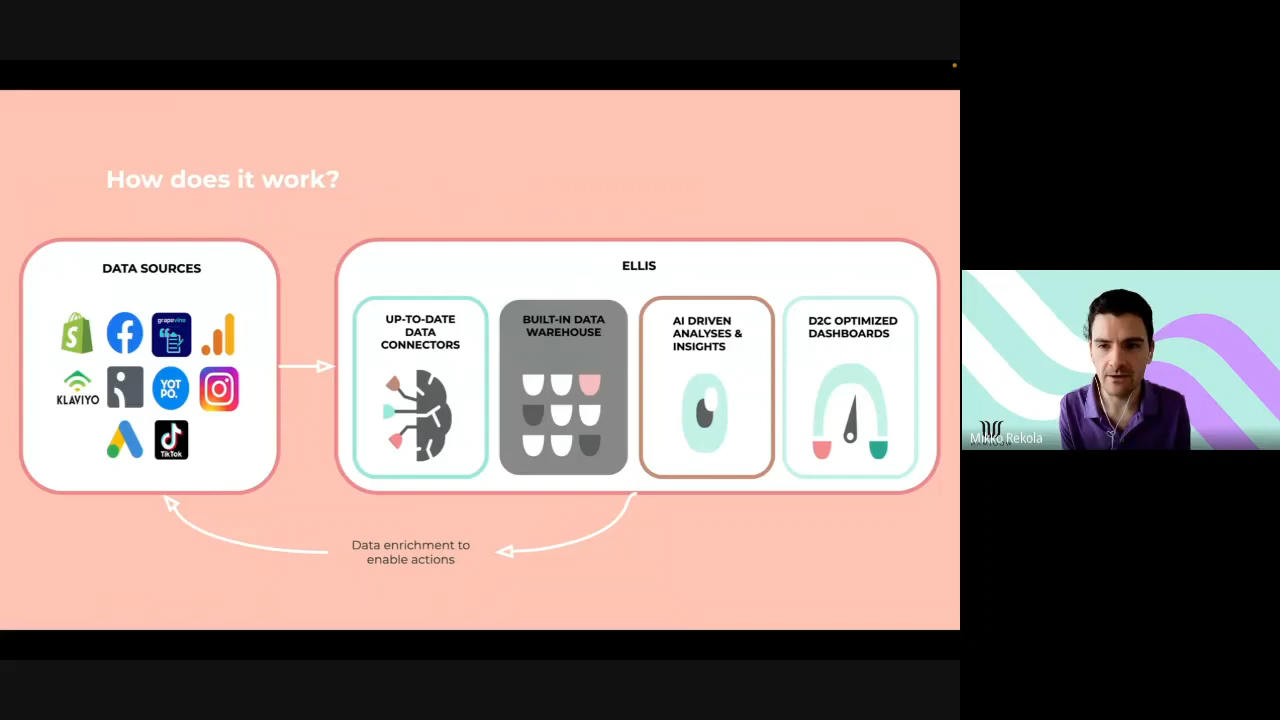 How does it work?
DATA SOURCES
grapevine
KLAVIYO
YOT
PO.
TikTok
ELLIS
UP-TO-DATE
DATA
CONNECTORS
BUILT-IN DATA
WAREHOUSE
AI DRIVEN
ANALYSES &
INSIGHTS
D2C OPTIMIZED
DASHBOARDS
Data enrichment to
enable actions
Mikko Rekola